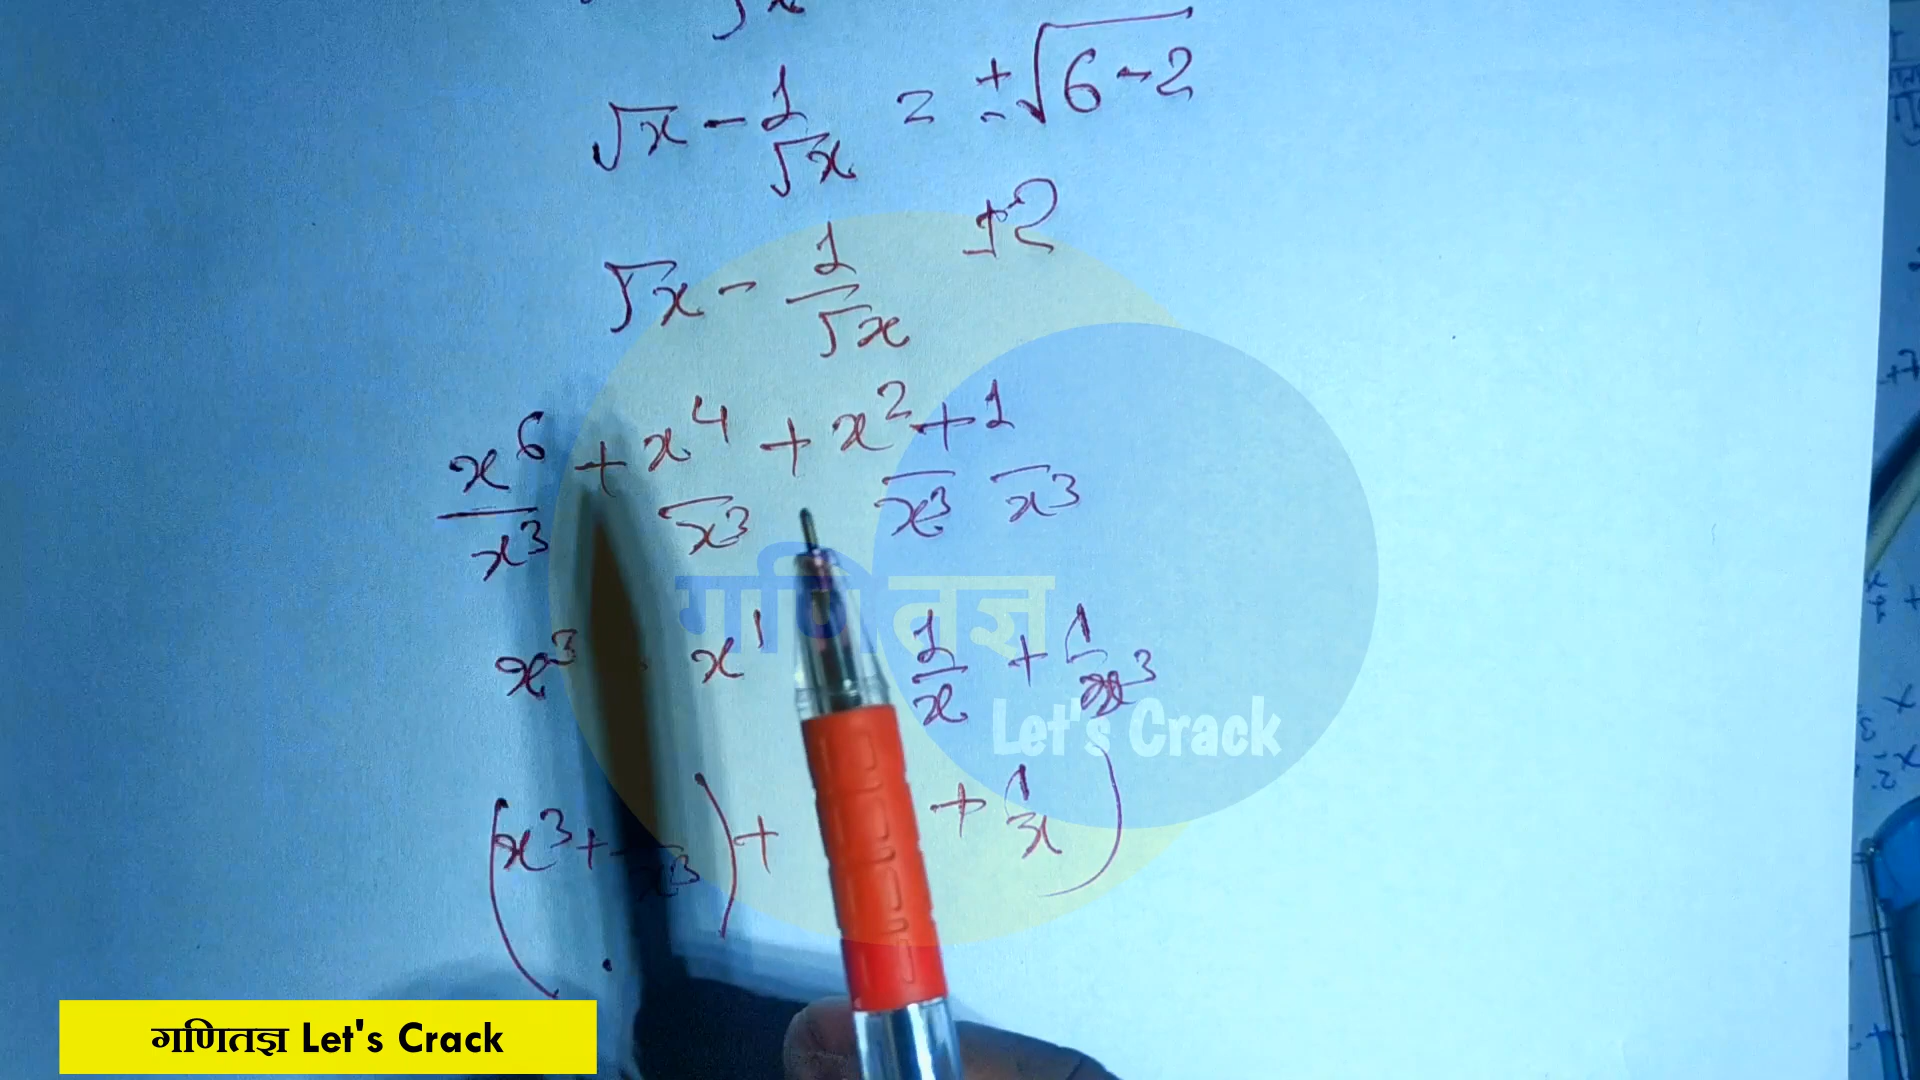 √x
√x - 1/√x = ±√6-2
√x - 1/√x ±2
x⁶/x³ + x⁴/x³ + x²/x³ + 1/x³
x³ · x¹ 1/x + 1/x³
(x³ + /x³) + + 1/x)
गणितज्ञ
Let's Crack
गणितज्ञ Let's Crack